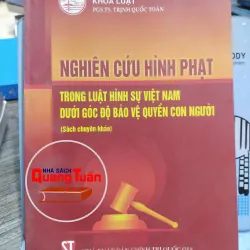 KHOA LUẬT
PGS.TS. TRỊNH QUỐC TOẢN
NGHIÊN CỨU HÌNH PHẠT
TRONG LUẬT HÌNH SỰ VIỆT NAM
DƯỚI GÓC ĐỘ BẢO VỆ QUYỀN CON NGƯỜI
(Sách chuyên khảo)
NHÀ SÁCH
Quang Tuấn
ST